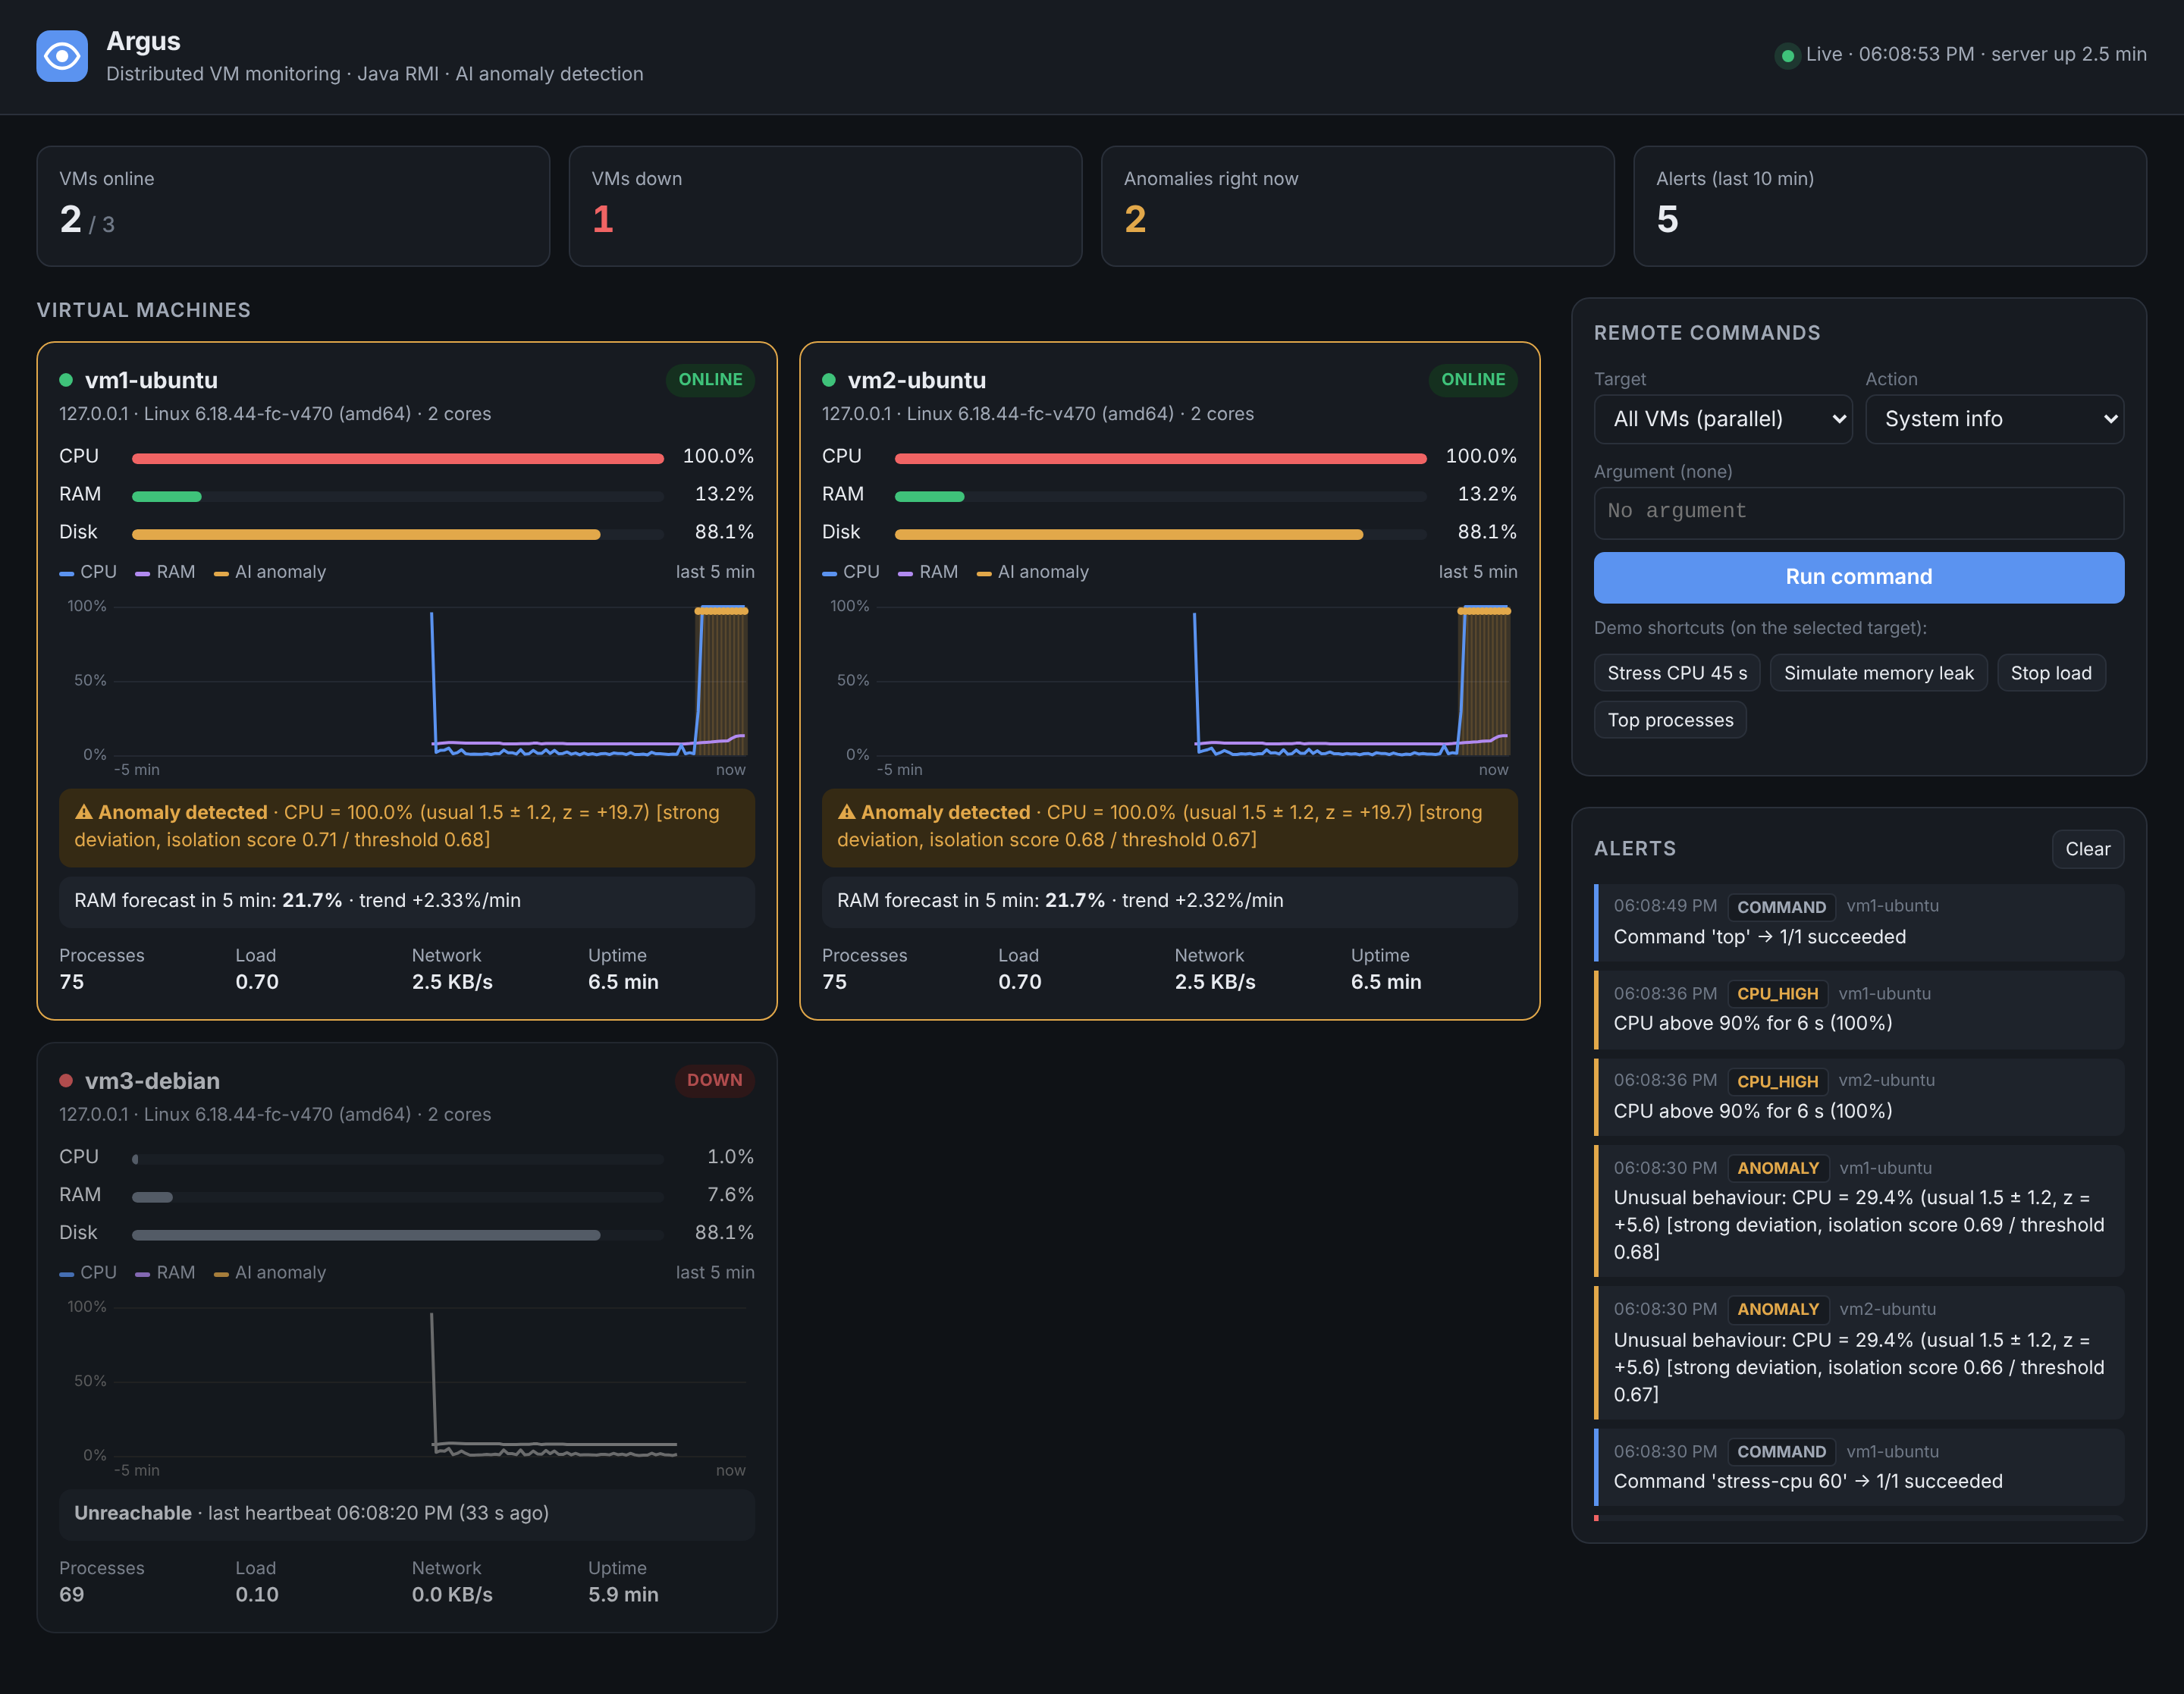 Argus
Distributed VM monitoring · Java RMI · AI anomaly detection
Live · 06:08:53 PM · server up 2.5 min
VMs online
2 / 3
VMs down
1
Anomalies right now
2
Alerts (last 10 min)
5
VIRTUAL MACHINES
vm1-ubuntu
ONLINE
127.0.0.1 · Linux 6.18.44-fc-v470 (amd64) · 2 cores
CPU 100.0%
RAM 13.2%
Disk 88.1%
CPU RAM AI anomaly last 5 min
100%
50%
0%
-5 min now
⚠ Anomaly detected · CPU = 100.0% (usual 1.5 ± 1.2, z = +19.7) [strong
deviation, isolation score 0.71 / threshold 0.68]
RAM forecast in 5 min: 21.7% · trend +2.33%/min
Processes Load Network Uptime
75 0.70 2.5 KB/s 6.5 min
vm2-ubuntu
ONLINE
127.0.0.1 · Linux 6.18.44-fc-v470 (amd64) · 2 cores
CPU 100.0%
RAM 13.2%
Disk 88.1%
CPU RAM AI anomaly last 5 min
100%
50%
0%
-5 min now
⚠ Anomaly detected · CPU = 100.0% (usual 1.5 ± 1.2, z = +19.7) [strong
deviation, isolation score 0.68 / threshold 0.67]
RAM forecast in 5 min: 21.7% · trend +2.32%/min
Processes Load Network Uptime
75 0.70 2.5 KB/s 6.5 min
vm3-debian
DOWN
127.0.0.1 · Linux 6.18.44-fc-v470 (amd64) · 2 cores
CPU 1.0%
RAM 7.6%
Disk 88.1%
CPU RAM AI anomaly last 5 min
100%
50%
0%
-5 min now
Unreachable · last heartbeat 06:08:20 PM (33 s ago)
Processes Load Network Uptime
69 0.10 0.0 KB/s 5.9 min
REMOTE COMMANDS
Target Action
All VMs (parallel) System info
Argument (none)
No argument
Run command
Demo shortcuts (on the selected target):
Stress CPU 45 s Simulate memory leak Stop load
Top processes
ALERTS
Clear
06:08:49 PM COMMAND vm1-ubuntu
Command 'top' → 1/1 succeeded
06:08:36 PM CPU_HIGH vm1-ubuntu
CPU above 90% for 6 s (100%)
06:08:36 PM CPU_HIGH vm2-ubuntu
CPU above 90% for 6 s (100%)
06:08:30 PM ANOMALY vm1-ubuntu
Unusual behaviour: CPU = 29.4% (usual 1.5 ± 1.2, z =
+5.6) [strong deviation, isolation score 0.69 / threshold
0.68]
06:08:30 PM ANOMALY vm2-ubuntu
Unusual behaviour: CPU = 29.4% (usual 1.5 ± 1.2, z =
+5.6) [strong deviation, isolation score 0.66 / threshold
0.67]
06:08:30 PM COMMAND vm1-ubuntu
Command 'stress-cpu 60' → 1/1 succeeded